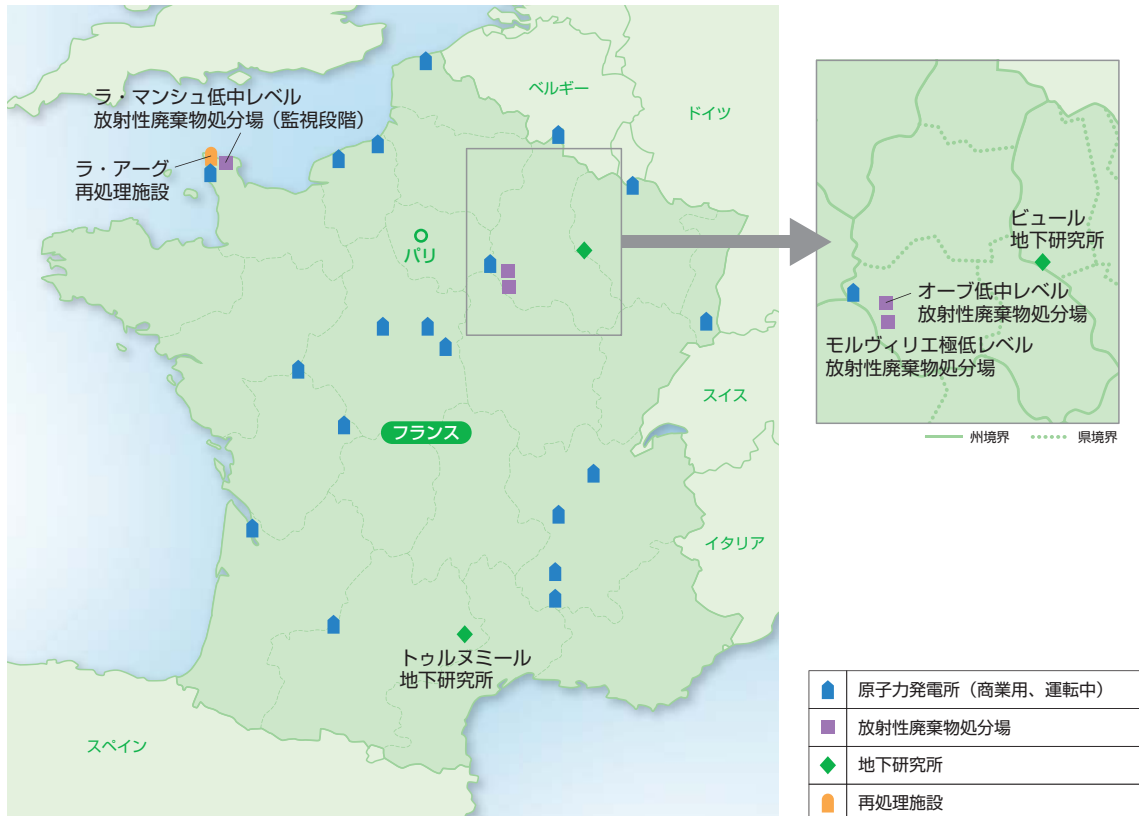 ラ・マンシュ低中レベル
放射性廃棄物処分場（監視段階）
ラ・アーグ
再処理施設
ベルギー
ドイツ
パリ
フランス
スイス
イタリア
トゥルヌミール
地下研究所
スペイン
ビュール
地下研究所
オーブ低中レベル
放射性廃棄物処分場
モルヴィリエ極低レベル
放射性廃棄物処分場
州境界 県境界
原子力発電所（商業用、運転中）
放射性廃棄物処分場
地下研究所
再処理施設